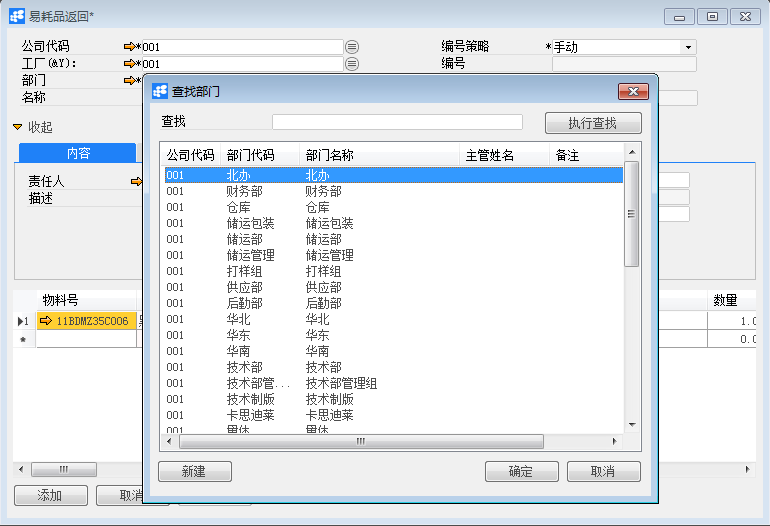 易耗品返回*
公司代码 *001 编号策略 *手动
工厂(&Y): *001 编号
部门 *
名称
收起
内容
责任人
描述
物料号 数量
1 11BDMZ35C006 1.0
* 0.0
添加 取消
查找部门
查找 执行查找
公司代码 部门代码 部门名称 主管姓名 备注
001 北办 北办
001 财务部 财务部
001 仓库 仓库
001 储运包装 储运包装
001 储运部 储运部
001 储运管理 储运管理
001 打样组 打样组
001 供应部 供应部
001 后勤部 后勤部
001 华北 华北
001 华东 华东
001 华南 华南
001 技术部 技术部
001 技术部管... 技术部管理组
001 技术制版 技术制版
001 卡思迪莱 卡思迪莱
001
新建 确定 取消